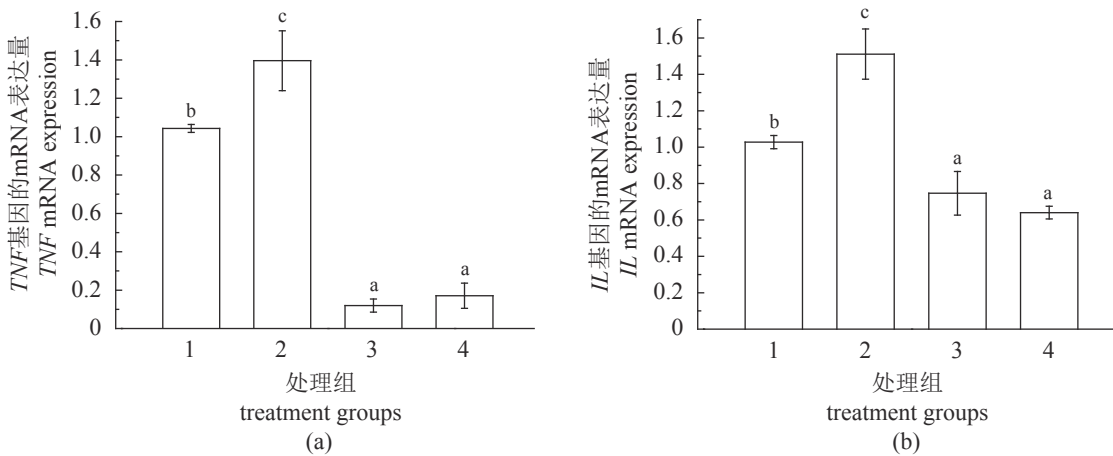 TNF基因的mRNA表达量
TNF mRNA expression
1.6
1.4
1.2
1.0
0.8
0.6
0.4
0.2
0
b
c
a
a
1 2 3 4
处理组
treatment groups
(a)
IL基因的mRNA表达量
IL mRNA expression
1.6
1.4
1.2
1.0
0.8
0.6
0.4
0.2
0
b
c
a
a
1 2 3 4
处理组
treatment groups
(b)